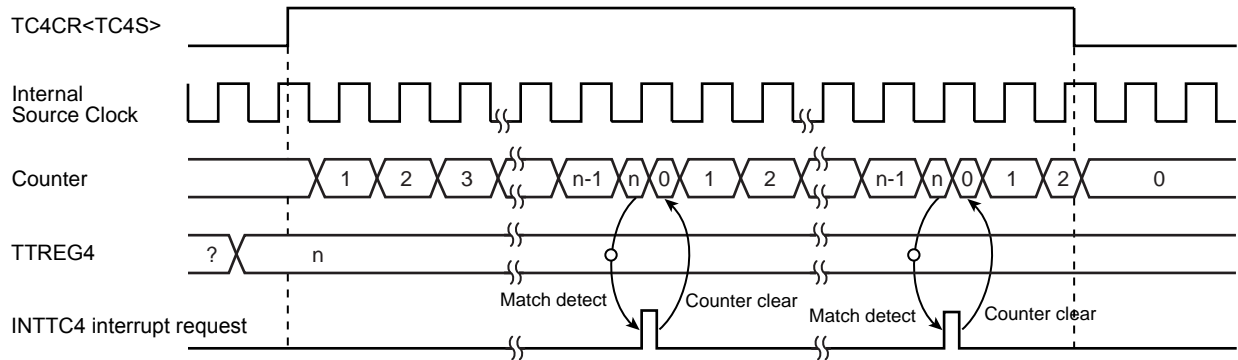 TC4CR<TC4S>
Internal
Source Clock
Counter
1 2 3 n-1 n 0 1 2 n-1 n 0 1 2 0
TTREG4
? n
Match detect Counter clear Match detect Counter clear
INTTC4 interrupt request